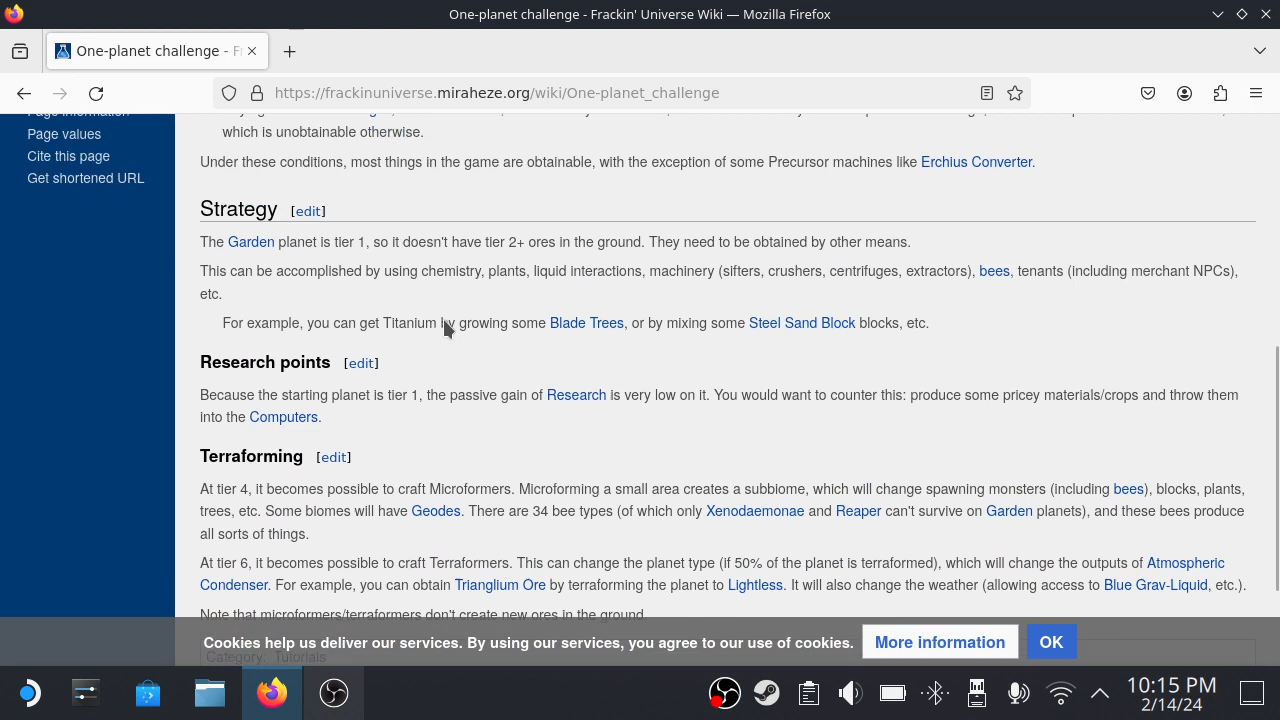 One-planet challenge - Frackin' Universe Wiki — Mozilla Firefox
One-planet challenge - F
https://frackinuniverse.miraheze.org/wiki/One-planet_challenge
Page information
Page values
Cite this page
Get shortened URL
which is unobtainable otherwise.
Under these conditions, most things in the game are obtainable, with the exception of some Precursor machines like Erchius Converter.
Strategy [edit]
The Garden planet is tier 1, so it doesn't have tier 2+ ores in the ground. They need to be obtained by other means.
This can be accomplished by using chemistry, plants, liquid interactions, machinery (sifters, crushers, centrifuges, extractors), bees, tenants (including merchant NPCs),
etc.
For example, you can get Titanium by growing some Blade Trees, or by mixing some Steel Sand Block blocks, etc.
Research points [edit]
Because the starting planet is tier 1, the passive gain of Research is very low on it. You would want to counter this: produce some pricey materials/crops and throw them
into the Computers.
Terraforming [edit]
At tier 4, it becomes possible to craft Microformers. Microforming a small area creates a subbiome, which will change spawning monsters (including bees), blocks, plants,
trees, etc. Some biomes will have Geodes. There are 34 bee types (of which only Xenodaemonae and Reaper can't survive on Garden planets), and these bees produce
all sorts of things.
At tier 6, it becomes possible to craft Terraformers. This can change the planet type (if 50% of the planet is terraformed), which will change the outputs of Atmospheric
Condenser. For example, you can obtain Trianglium Ore by terraforming the planet to Lightless. It will also change the weather (allowing access to Blue Grav-Liquid, etc.).
Note that microformers/terraformers don't create new ores in the ground.
Cookies help us deliver our services. By using our services, you agree to our use of cookies.
More information
OK
Category: Tutorials
10:15 PM
2/14/24